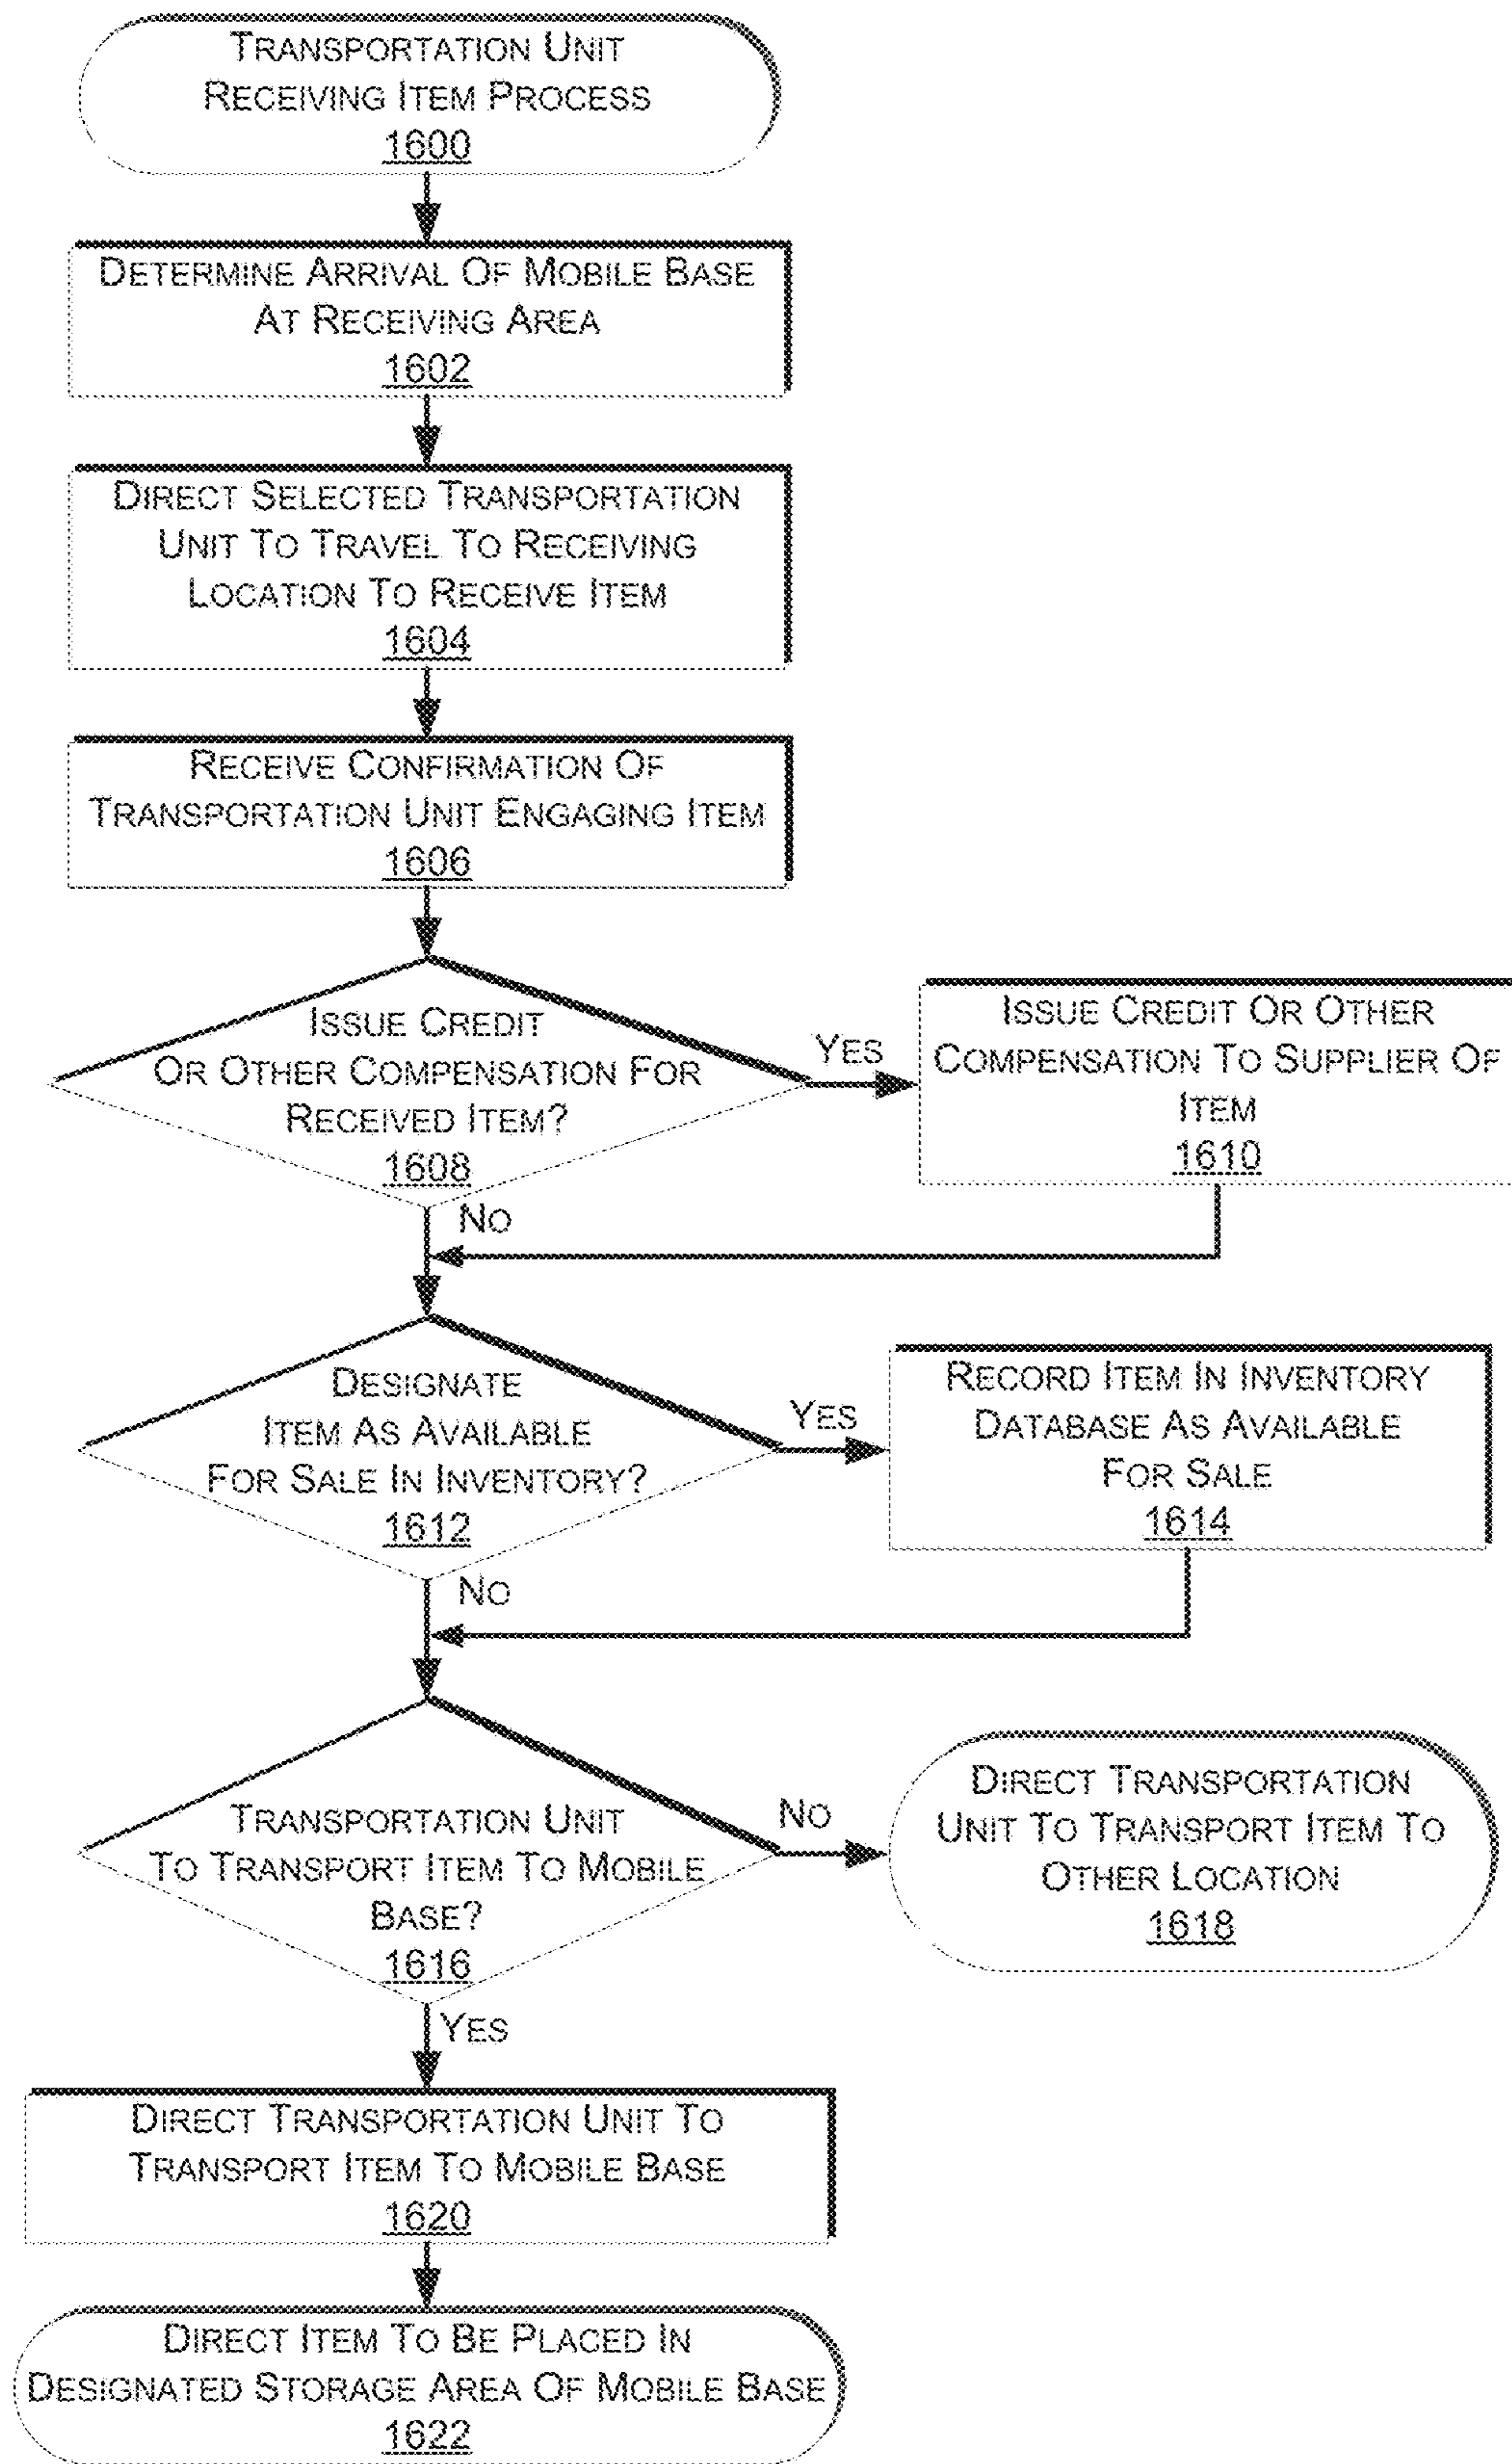 TRANSPORTATION UNIT
RECEIVING ITEM PROCESS
1600
DETERMINE ARRIVAL OF MOBILE BASE
AT RECEIVING AREA
1602
DIRECT SELECTED TRANSPORTATION
UNIT TO TRAVEL TO RECEIVING
LOCATION TO RECEIVE ITEM
1604
RECEIVE CONFIRMATION OF
TRANSPORTATION UNIT ENGAGING ITEM
1606
ISSUE CREDIT
OR OTHER COMPENSATION FOR
RECEIVED ITEM?
1608
YES
ISSUE CREDIT OR OTHER
COMPENSATION TO SUPPLIER OF
ITEM
1610
NO
DESIGNATE
ITEM AS AVAILABLE
FOR SALE IN INVENTORY?
1612
YES
RECORD ITEM IN INVENTORY
DATABASE AS AVAILABLE
FOR SALE
1614
NO
TRANSPORTATION UNIT
TO TRANSPORT ITEM TO MOBILE
BASE?
1616
NO
DIRECT TRANSPORTATION
UNIT TO TRANSPORT ITEM TO
OTHER LOCATION
1618
YES
DIRECT TRANSPORTATION UNIT TO
TRANSPORT ITEM TO MOBILE BASE
1620
DIRECT ITEM TO BE PLACED IN
DESIGNATED STORAGE AREA OF MOBILE BASE
1622